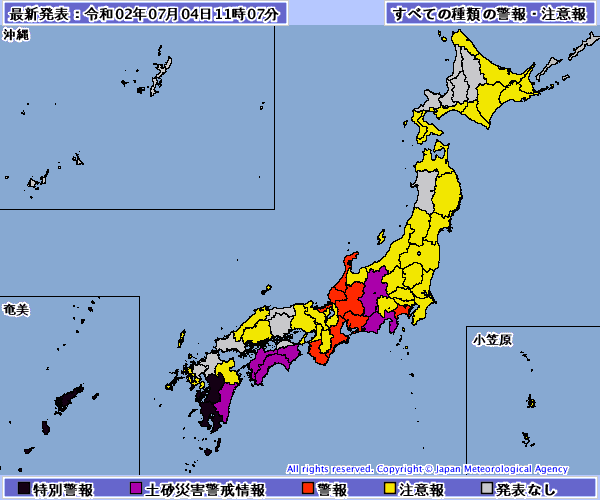 最新発表:令和02年07月04日11時07分
すべての種類の警報・注意報
沖縄
奄美
小笠原
All rights reserved. Copyright © Japan Meteorological Agency
特別警報 土砂災害警戒情報 警報 注意報 発表なし